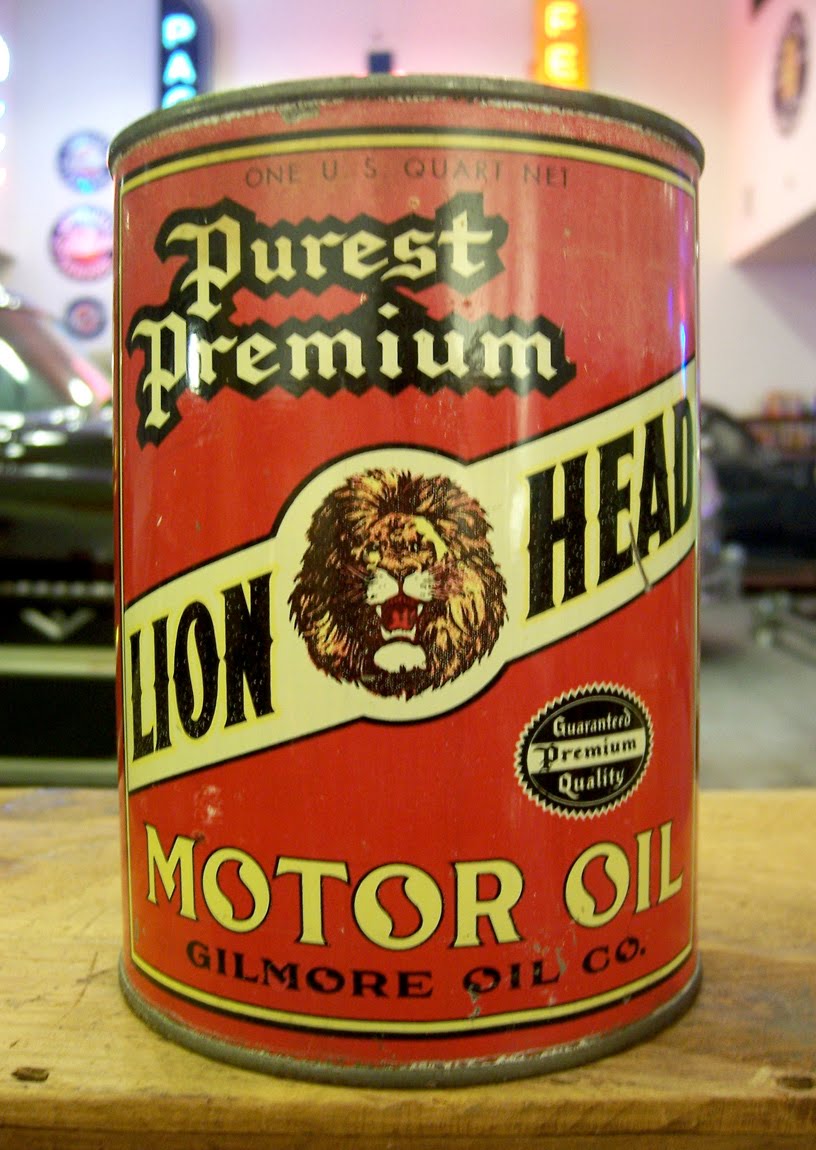 ONE U. S. QUART NET
Purest
Premium
LION HEAD
Guaranteed
Premium
Quality
MOTOR OIL
GILMORE OIL CO.